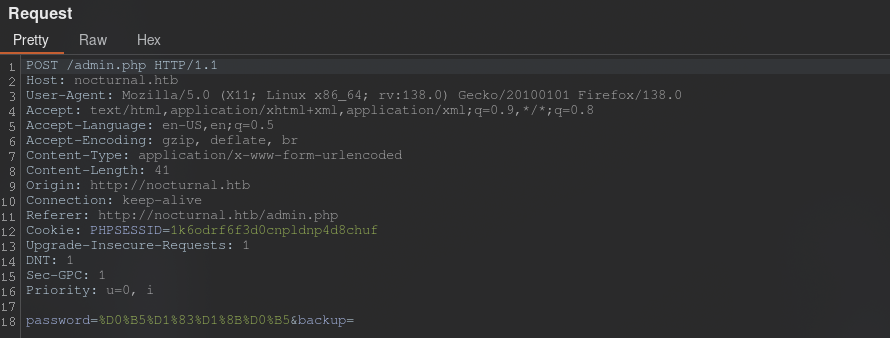 Request
Pretty Raw Hex
1 POST /admin.php HTTP/1.1
2 Host: nocturnal.htb
3 User-Agent: Mozilla/5.0 (X11; Linux x86_64; rv:138.0) Gecko/20100101 Firefox/138.0
4 Accept: text/html,application/xhtml+xml,application/xml;q=0.9,*/*;q=0.8
5 Accept-Language: en-US,en;q=0.5
6 Accept-Encoding: gzip, deflate, br
7 Content-Type: application/x-www-form-urlencoded
8 Content-Length: 41
9 Origin: http://nocturnal.htb
10 Connection: keep-alive
11 Referer: http://nocturnal.htb/admin.php
12 Cookie: PHPSESSID=1k6odrf6f3d0cnpldnp4d8chuf
13 Upgrade-Insecure-Requests: 1
14 DNT: 1
15 Sec-GPC: 1
16 Priority: u=0, i
17
18 password=%D0%B5%D1%83%D1%8B%D0%B5&backup=